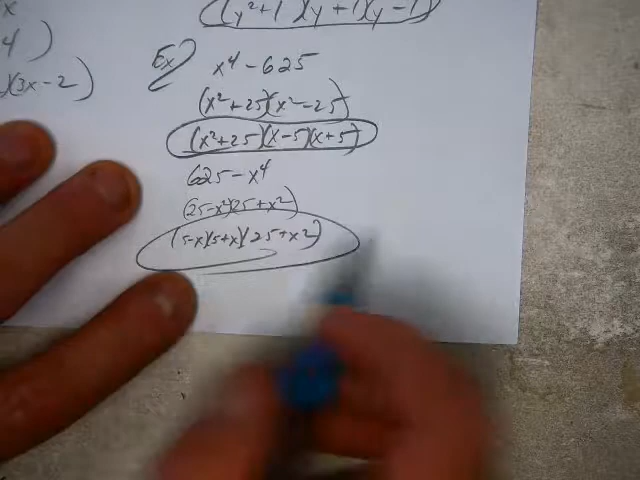 x
4)
)(3x-2)
(y²+1)(y+1)(y-1)
Ex)
x⁴-625
(x²+25)(x²-25)
(x²+25)(x-5)(x+5)
625-x⁴
(25-x²)(25+x²)
(5-x)(5+x)(25+x²)